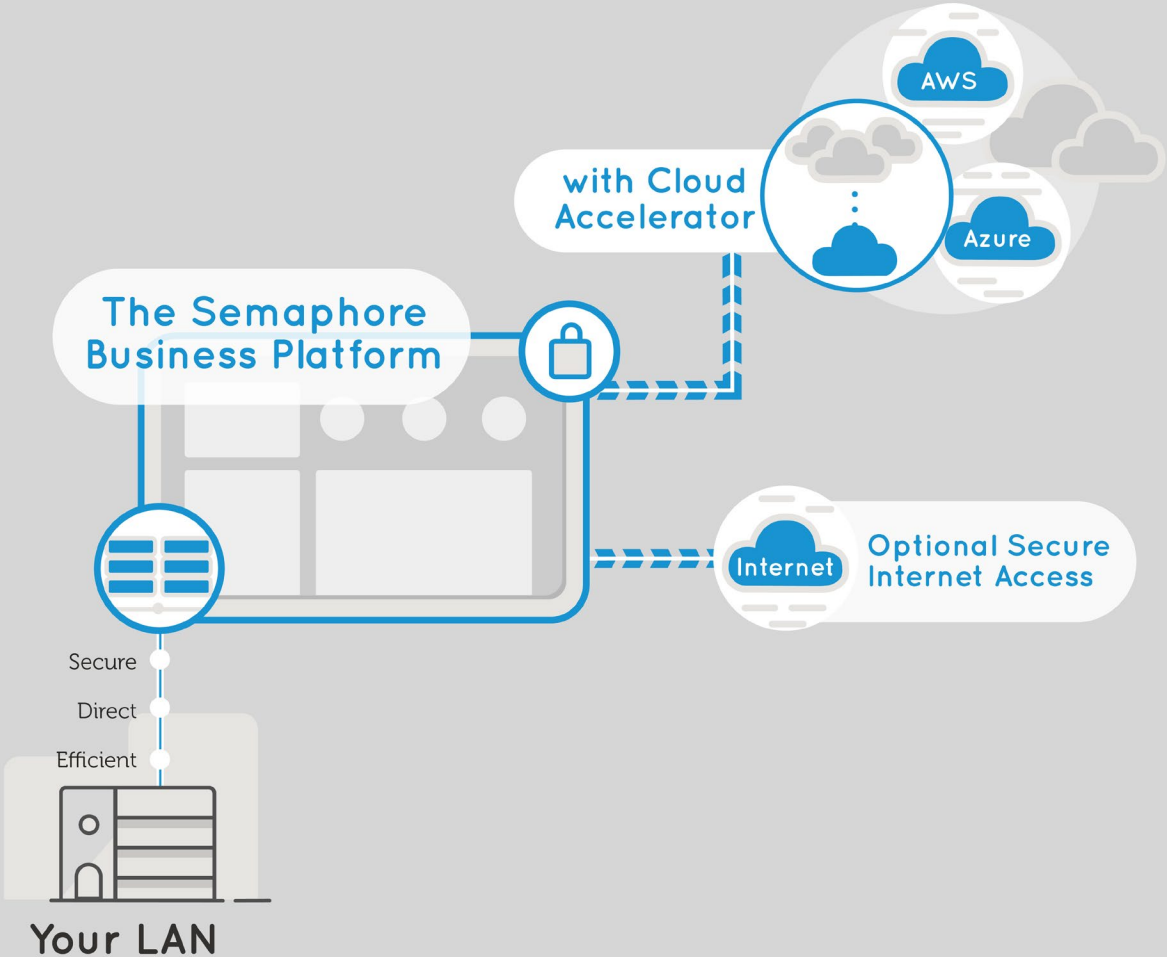 AWS
with Cloud
Accelerator
Azure
The Semaphore
Business Platform
Internet
Optional Secure
Internet Access
Secure
Direct
Efficient
Your LAN